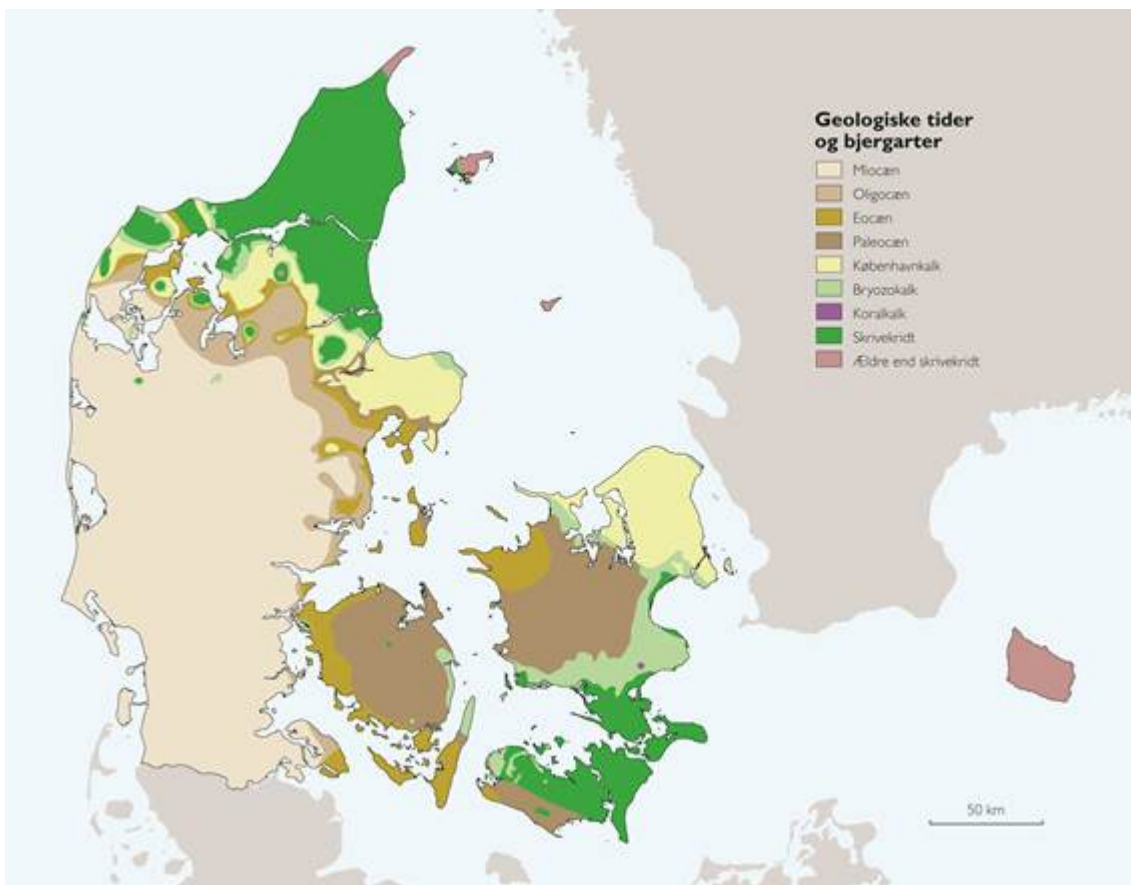 Geologiske tider
og bjergarter
Miocæn
Oligocæn
Eocæn
Paleocæn
Københavnkalk
Bryozokalk
Koralkalk
Skrivekridt
Ældre end skrivekridt
50 km